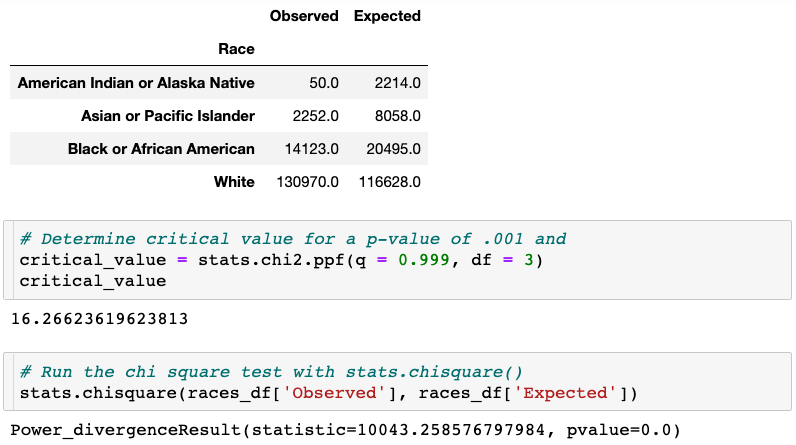 Observed Expected
Race
American Indian or Alaska Native 50.0 2214.0
Asian or Pacific Islander 2252.0 8058.0
Black or African American 14123.0 20495.0
White 130970.0 116628.0
# Determine critical value for a p-value of .001 and
critical_value = stats.chi2.ppf(q = 0.999, df = 3)
critical_value
16.26623619623813
# Run the chi square test with stats.chisquare()
stats.chisquare(races_df['Observed'], races_df['Expected'])
Power_divergenceResult(statistic=10043.258576797984, pvalue=0.0)